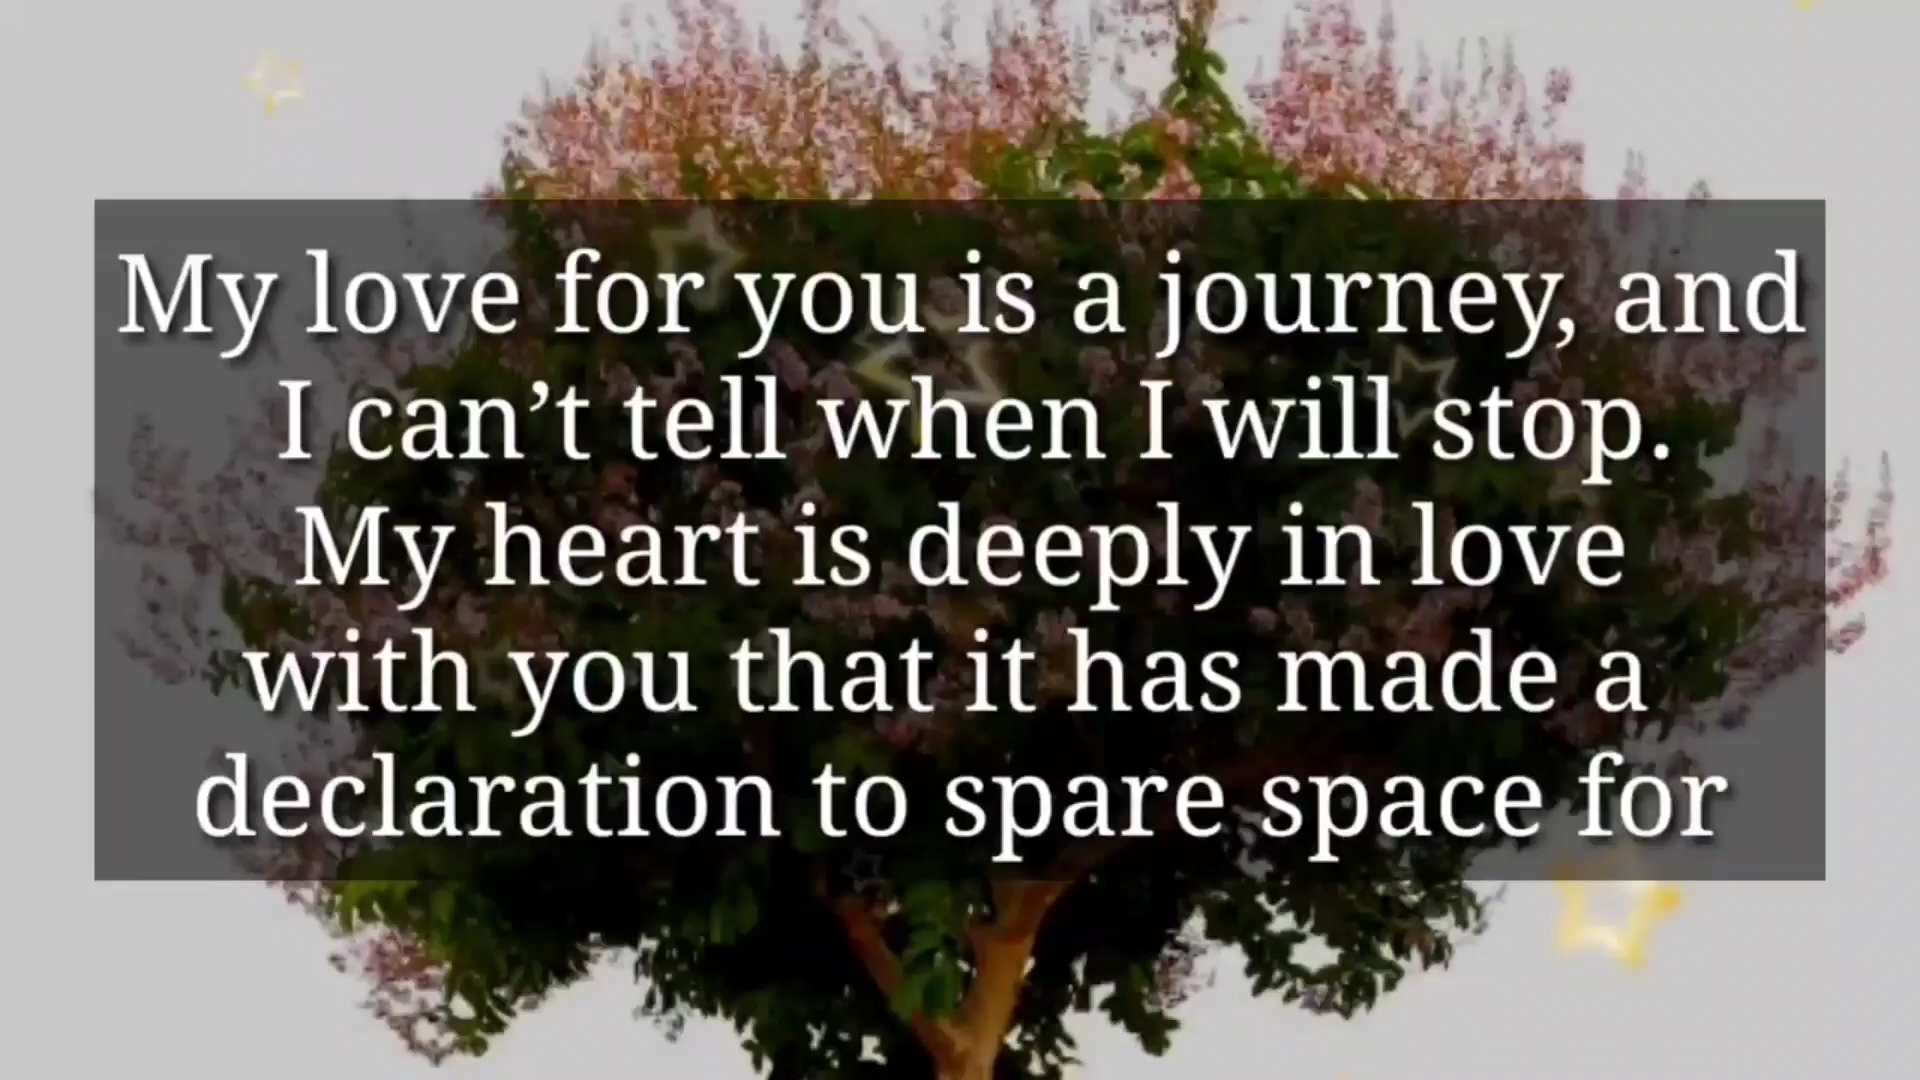 My love for you is a journey, and
I can’t tell when I will stop.
My heart is deeply in love
with you that it has made a
declaration to spare space for